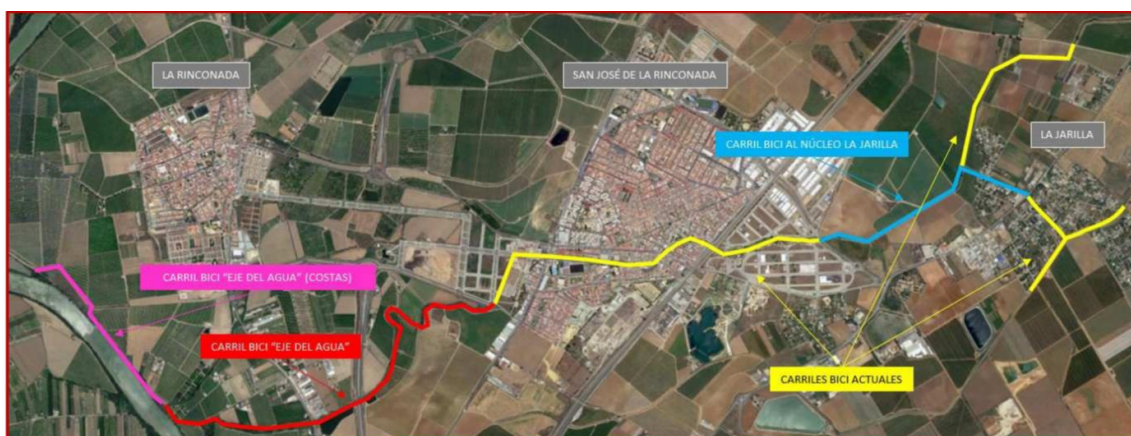 LA RINCONADA
SAN JOSÉ DE LA RINCONADA
LA JARILLA
CARRIL BICI AL NÚCLEO LA JARILLA
CARRIL BICI "EJE DEL AGUA" (COSTAS)
CARRIL BICI "EJE DEL AGUA"
CARRILES BICI ACTUALES